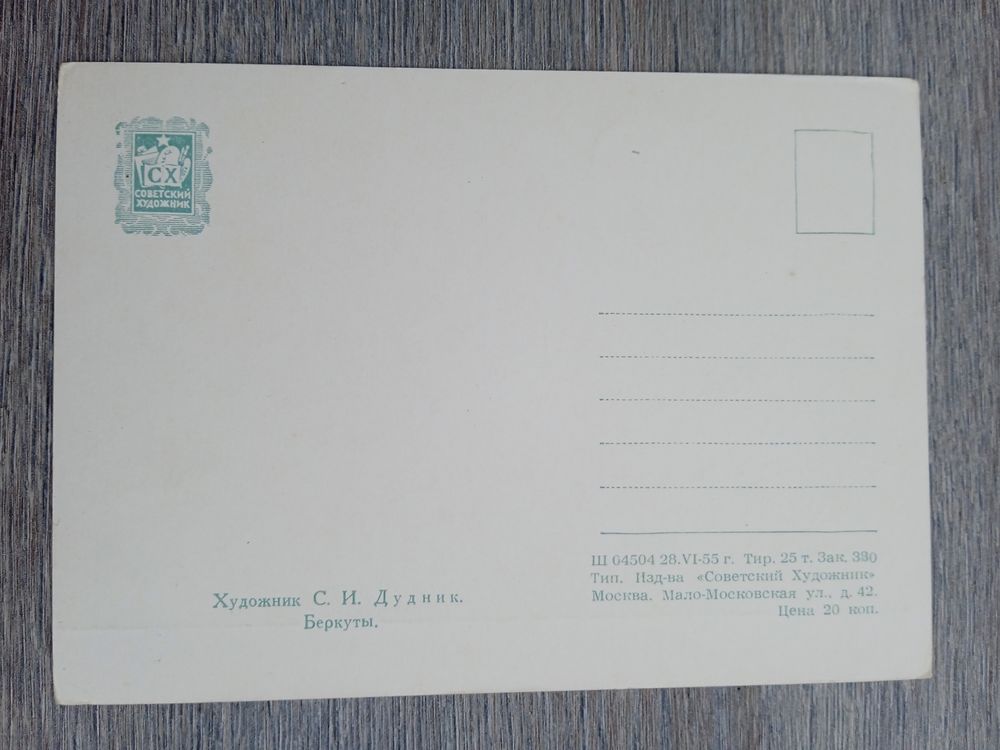 СХ
СОВЕТСКИЙ
ХУДОЖНИК
Ш 04504 28.VI-55 г. Тир. 25 т. Зак. 330
Тип. Изд-ва «Советский Художник»
Москва. Мало-Московская ул., д. 42.
Цена 20 коп.
Художник С. И. Дудник.
Беркуты.